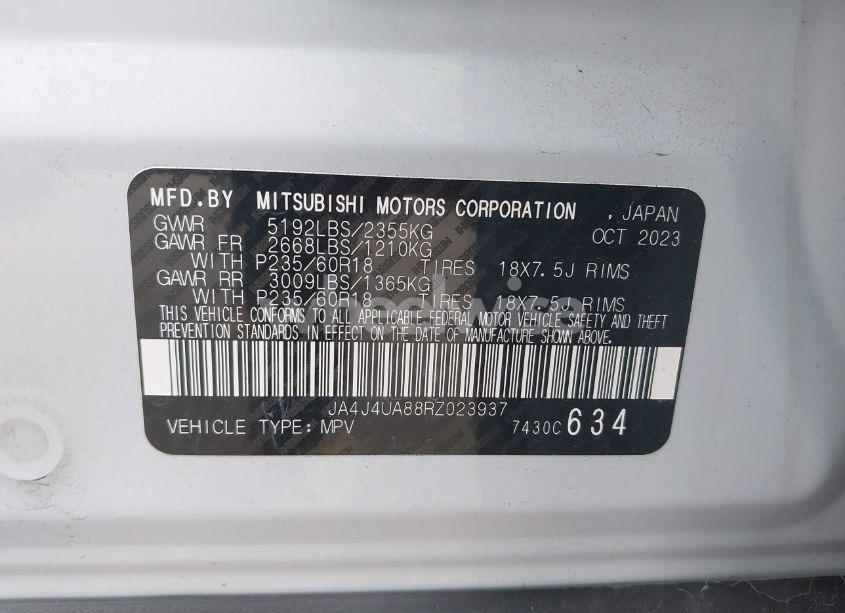 MFD.BY MITSUBISHI MOTORS CORPORATION , JAPAN
GVWR 5192LBS/2355KG OCT 2023
GAWR FR 2668LBS/1210KG
WITH P235/60R18 TIRES 18X7.5J RIMS
GAWR RR 3009LBS/1365KG
WITH P235/60R18 TIRES 18X7.5J RIMS
THIS VEHICLE CONFORMS TO ALL APPLICABLE FEDERAL MOTOR VEHICLE SAFETY AND THEFT
PREVENTION STANDARDS IN EFFECT ON THE DATE OF MANUFACTURE SHOWN ABOVE.
JA4J4UA88RZ023937
VEHICLE TYPE: MPV 7430C 634